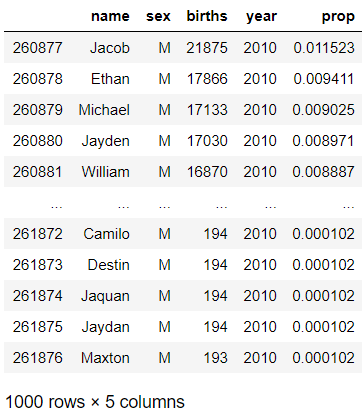 name sex births year prop
260877 Jacob M 21875 2010 0.011523
260878 Ethan M 17866 2010 0.009411
260879 Michael M 17133 2010 0.009025
260880 Jayden M 17030 2010 0.008971
260881 William M 16870 2010 0.008887
... ... ... ... ... ...
261872 Camilo M 194 2010 0.000102
261873 Destin M 194 2010 0.000102
261874 Jaquan M 194 2010 0.000102
261875 Jaydan M 194 2010 0.000102
261876 Maxton M 193 2010 0.000102
1000 rows × 5 columns